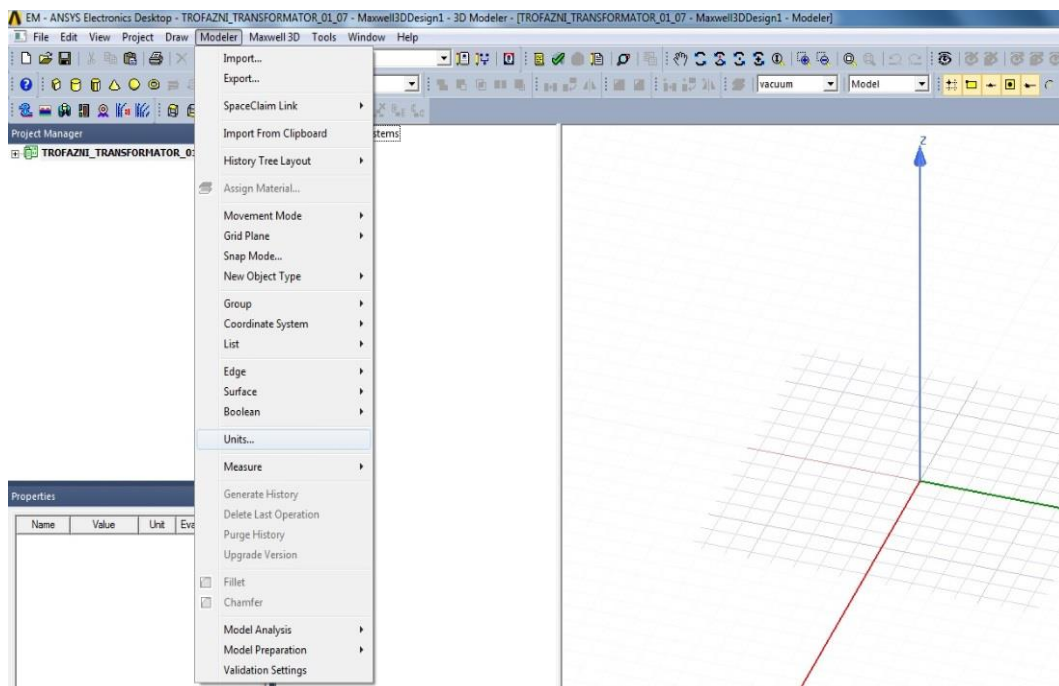 EM - ANSYS Electronics Desktop - TROFAZNI_TRANSFORMATOR_01_07 - Maxwell3DDesign1 - 3D Modeler - [TROFAZNI_TRANSFORMATOR_01_07 - Maxwell3DDesign1 - Modeler]
File Edit View Project Draw Modeler Maxwell 3D Tools Window Help
Import...
Export...
vacuum Model
SpaceClaim Link
Project Manager
Import From Clipboard
stems
TROFAZNI_TRANSFORMATOR_01
History Tree Layout
Assign Material...
Movement Mode
Grid Plane
Snap Mode...
New Object Type
Group
Coordinate System
List
Edge
Surface
Boolean
Units...
Measure
Properties
Generate History
Delete Last Operation
Name Value Unit Eva
Purge History
Upgrade Version
Fillet
Chamfer
Model Analysis
Model Preparation
Validation Settings
Z